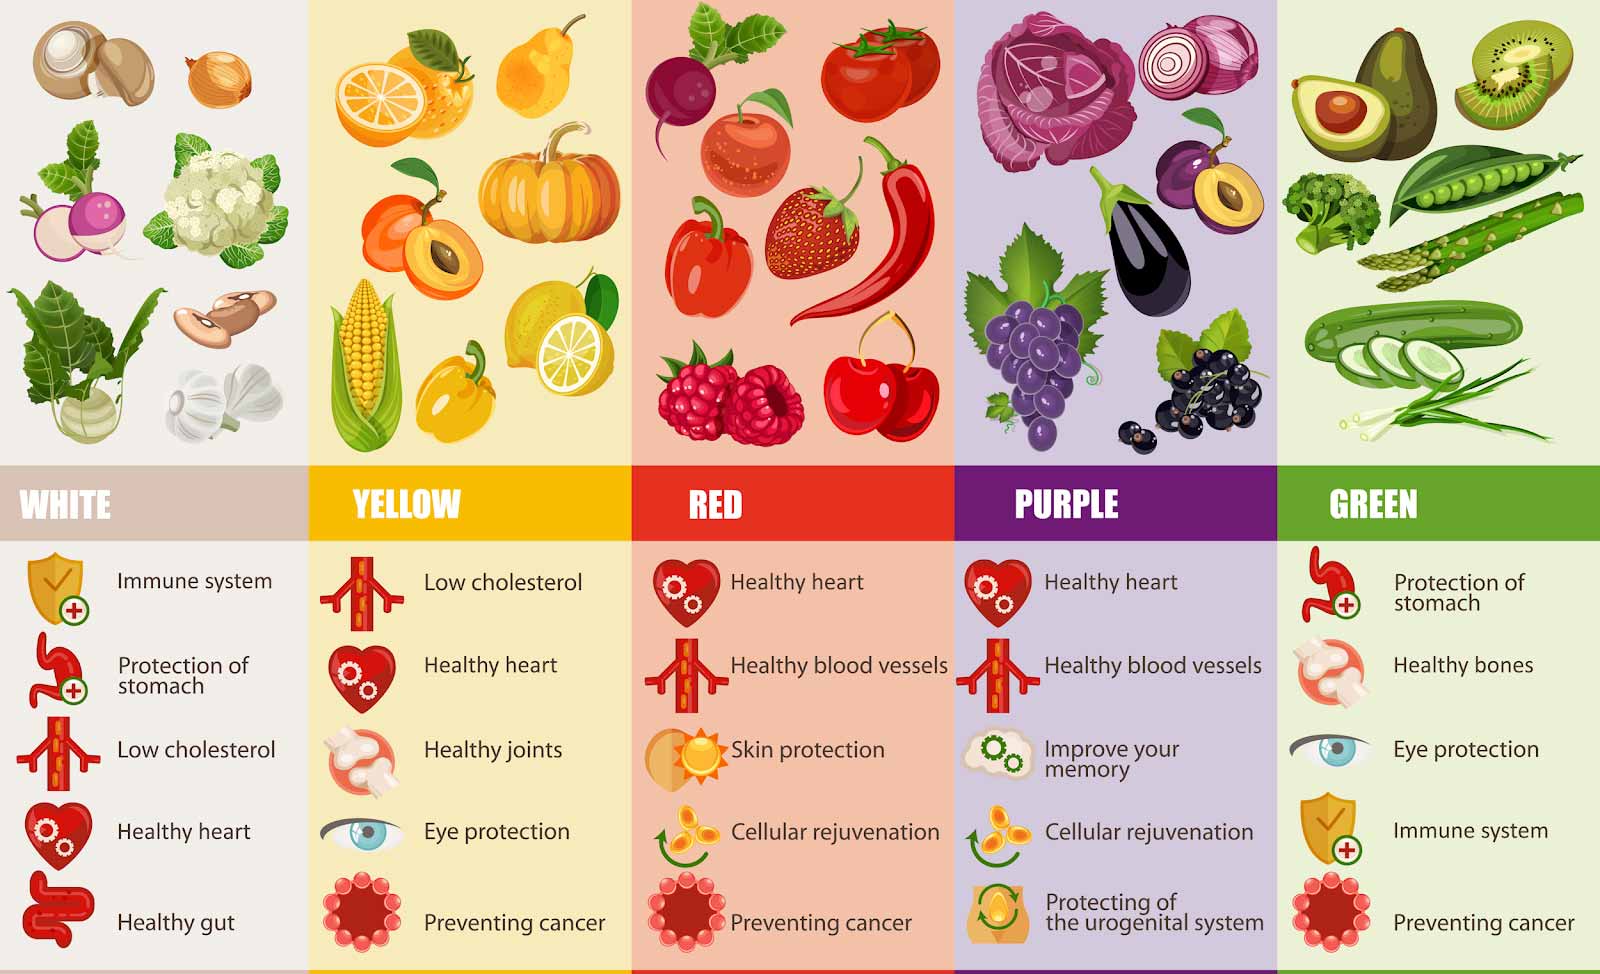 WHITE
Immune system
Protection of
stomach
Low cholesterol
Healthy heart
Healthy gut
YELLOW
Low cholesterol
Healthy heart
Healthy joints
Eye protection
Preventing cancer
RED
Healthy heart
Healthy blood vessels
Skin protection
Cellular rejuvenation
Preventing cancer
PURPLE
Healthy heart
Healthy blood vessels
Improve your
memory
Cellular rejuvenation
Protecting of
the urogenital system
GREEN
Protection of
stomach
Healthy bones
Eye protection
Immune system
Preventing cancer